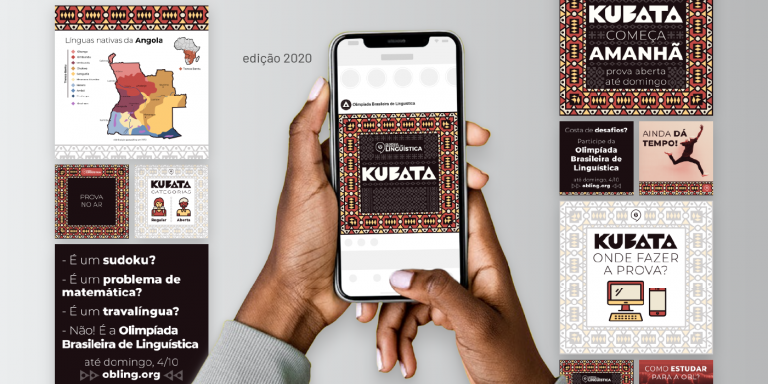 Línguas nativas da Angola
PROVA
NO AR
KUBATA
CATEGORIAS
Regular
Aberta
- É um sudoku?
- É um problema de
matemática?
- É um travalíngua?
- Não! É a Olimpíada
Brasileira de Linguística
até domingo, 4/10
obling.org
edição 2020
Olimpíada Brasileira de Linguística
LINGUÍSTICA
KUBATA
KUBATA
COMEÇA
AMANHÃ
prova aberta
até domingo
Gosta de desafios?
Participe da
Olimpíada
Brasileira de
Linguística
até domingo, 4/10
obling.org
AINDA DÁ
TEMPO!
KUBATA
ONDE FAZER
A PROVA?
COMO ESTUDAR
PARA A OBL?